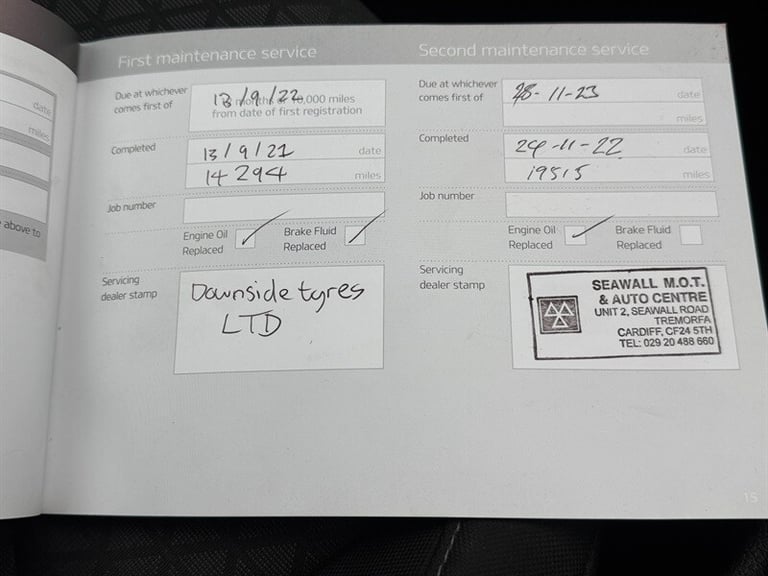 First maintenance service
Due at whichever comes first of
13/9/22
months or 10,000 miles
from date of first registration
Completed
13/9/21 date
14294 miles
Job number
Engine Oil Replaced
Brake Fluid Replaced
Servicing dealer stamp
Downside tyres
LTD
Second maintenance service
Due at whichever comes first of
28-11-23 date
miles
Completed
24-11-22 date
19515 miles
Job number
Engine Oil Replaced
Brake Fluid Replaced
Servicing dealer stamp
SEAWALL M.O.T.
& AUTO CENTRE
UNIT 2, SEAWALL ROAD
TREMORFA
CARDIFF, CF24 5TH
TEL: 029 20 488 660
date
miles
above to
15